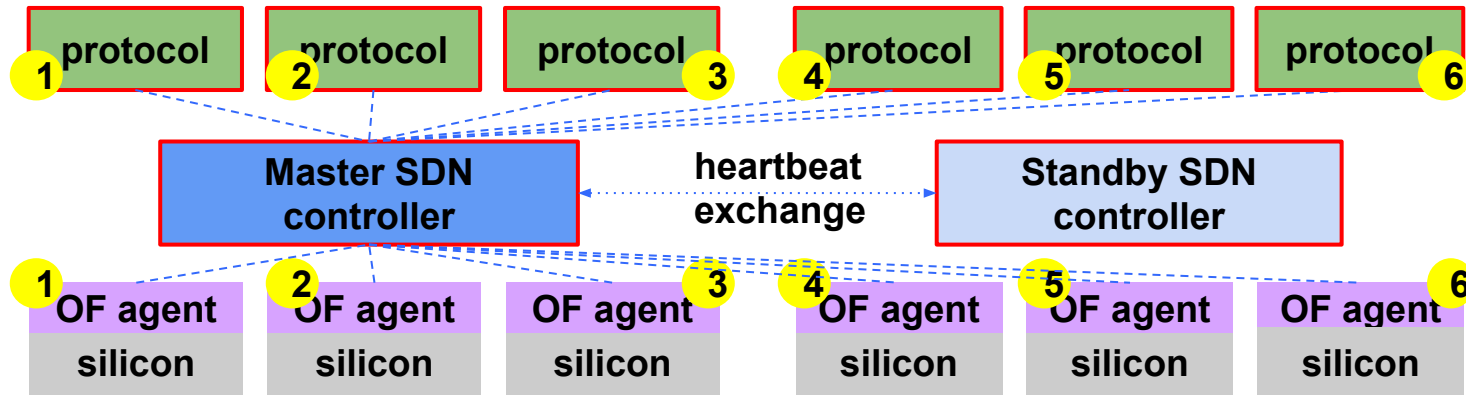 protocol protocol protocol protocol protocol protocol
1 2 3 4 5 6
Master SDN controller
heartbeat exchange
Standby SDN controller
1 2 3 4 5 6
OF agent OF agent OF agent OF agent OF agent OF agent
silicon silicon silicon silicon silicon silicon